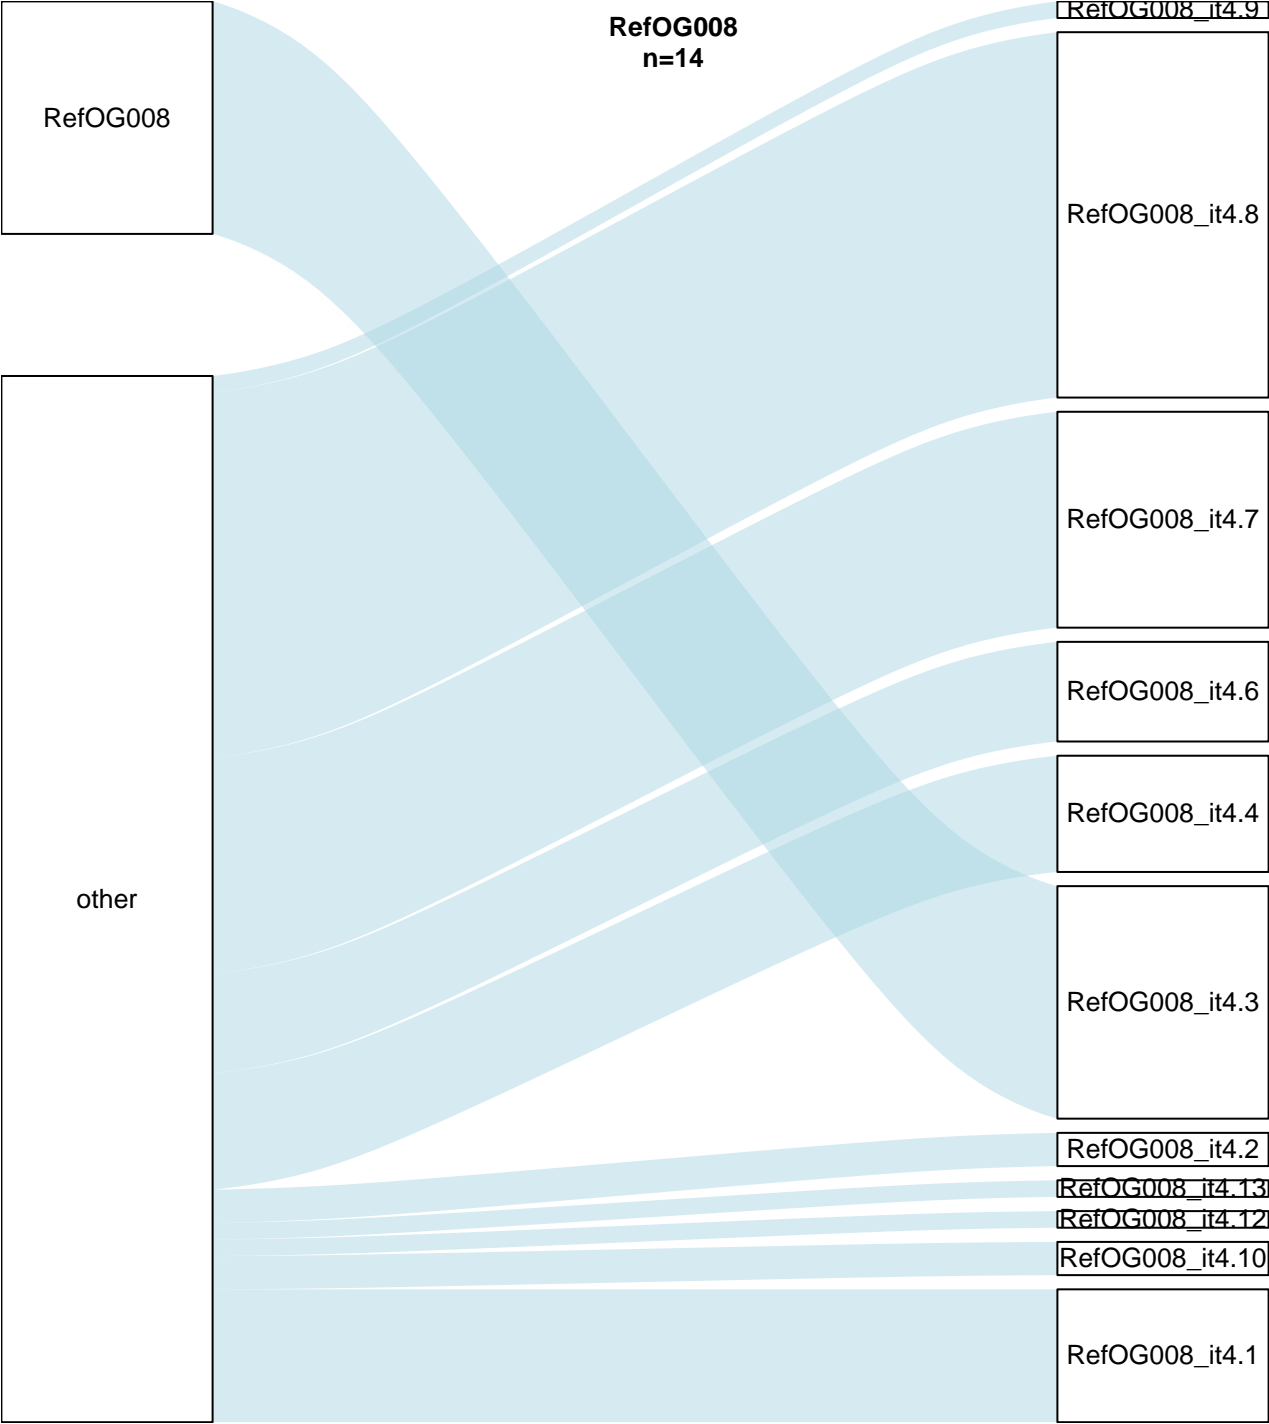 RefOG008
n=14
RefOG008
other
RefOG008_it4.9
RefOG008_it4.8
RefOG008_it4.7
RefOG008_it4.6
RefOG008_it4.4
RefOG008_it4.3
RefOG008_it4.2
RefOG008_it4.13
RefOG008_it4.12
RefOG008_it4.10
RefOG008_it4.1